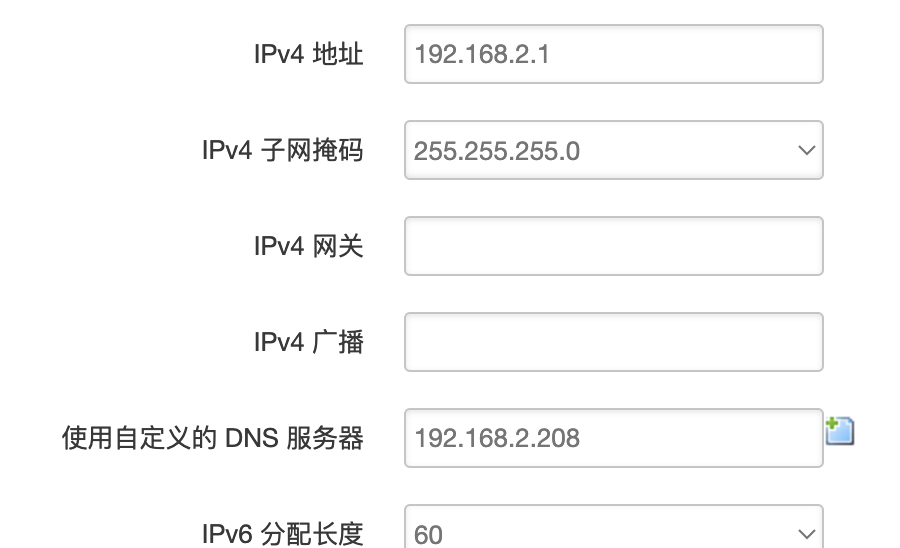 IPv4 地址 192.168.2.1
IPv4 子网掩码 255.255.255.0
IPv4 网关
IPv4 广播
使用自定义的 DNS 服务器 192.168.2.208
IPv6 分配长度 60